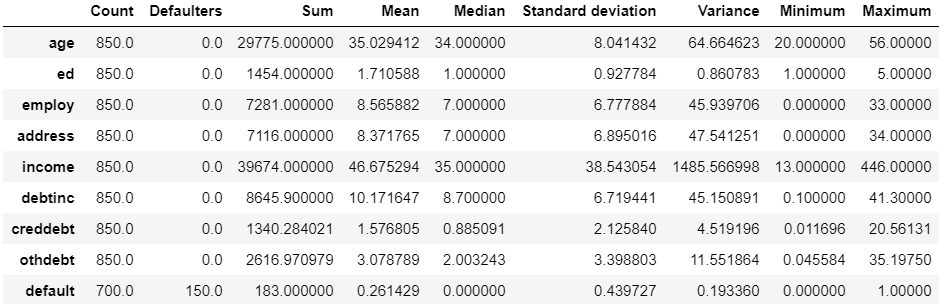 Count Defaulters Sum Mean Median Standard deviation Variance Minimum Maximum
age 850.0 0.0 29775.000000 35.029412 34.000000 8.041432 64.664623 20.000000 56.00000
ed 850.0 0.0 1454.000000 1.710588 1.000000 0.927784 0.860783 1.000000 5.00000
employ 850.0 0.0 7281.000000 8.565882 7.000000 6.777884 45.939706 0.000000 33.00000
address 850.0 0.0 7116.000000 8.371765 7.000000 6.895016 47.541251 0.000000 34.00000
income 850.0 0.0 39674.000000 46.675294 35.000000 38.543054 1485.566998 13.000000 446.00000
debtinc 850.0 0.0 8645.900000 10.171647 8.700000 6.719441 45.150891 0.100000 41.30000
creddebt 850.0 0.0 1340.284021 1.576805 0.885091 2.125840 4.519196 0.011696 20.56131
othdebt 850.0 0.0 2616.970979 3.078789 2.003243 3.398803 11.551864 0.045584 35.19750
default 700.0 150.0 183.000000 0.261429 0.000000 0.439727 0.193360 0.000000 1.00000